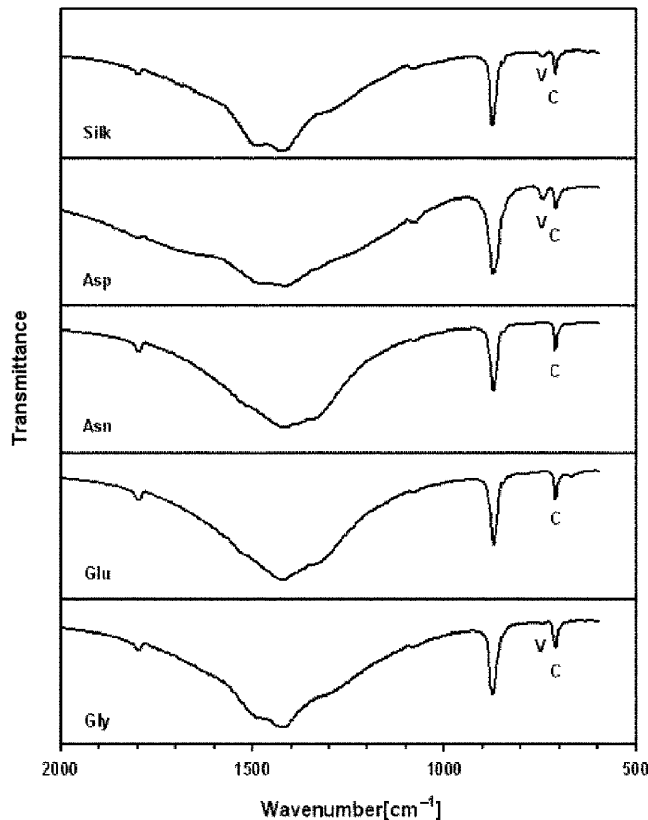 Transmittance
V
C
Silk
V
C
Asp
C
Asn
C
Glu
V
C
Gly
2000 1500 1000 500
Wavenumber[cm⁻¹]